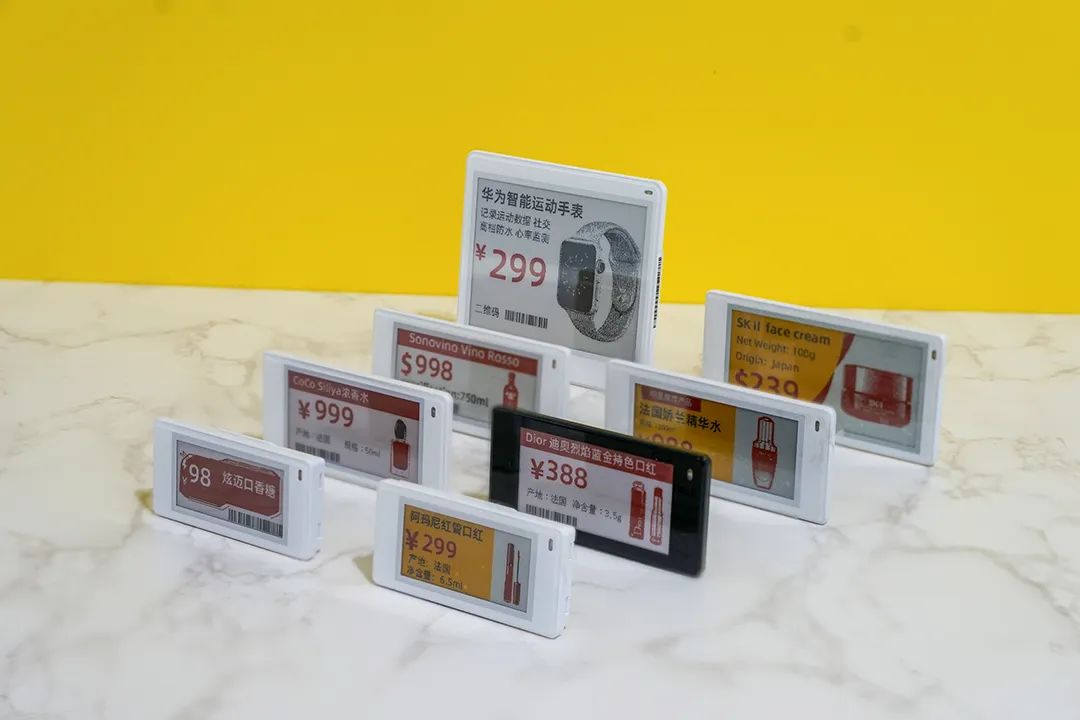 华为智能运动手表
记录运动数据 社交
高档防水 心率监测
¥299
二维码
SK II face cream
Net Weight: 100g
Origin: Japan
$239
Sonovino Vino Rosso
$998
:750ml
法国娇兰精华水
CoCo Siliya浓香水
¥999
产地:法国 规格:50ml
Dior 迪奥烈焰蓝金持色口红
¥388
产地:法国 净含量:3.5g
Dior
¥98 炫迈口香糖
阿玛尼红管口红
¥299
产地:法国
净含量:6.5ml